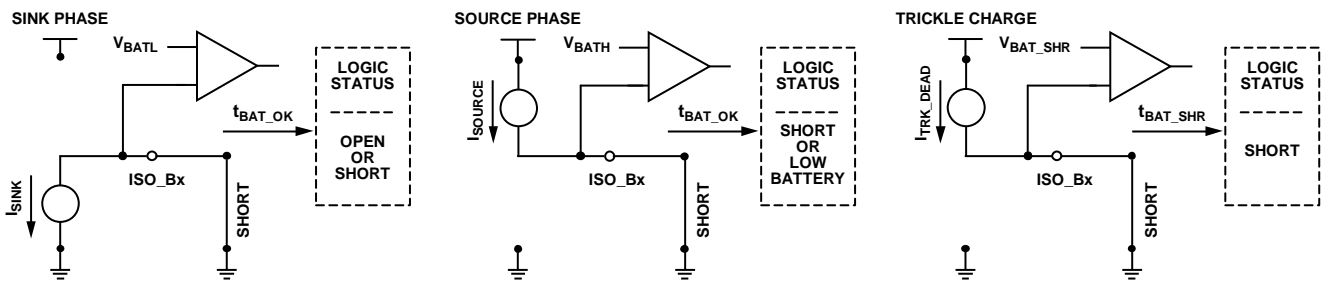 SINK PHASE
V_BATL
LOGIC
STATUS
t_BAT_OK
OPEN
OR
SHORT
ISO_Bx
I_SINK
SHORT
SOURCE PHASE
V_BATH
LOGIC
STATUS
I_SOURCE
t_BAT_OK
SHORT
OR
LOW
BATTERY
ISO_Bx
SHORT
TRICKLE CHARGE
V_BAT_SHR
LOGIC
STATUS
I_TRK_DEAD
t_BAT_SHR
SHORT
ISO_Bx
SHORT